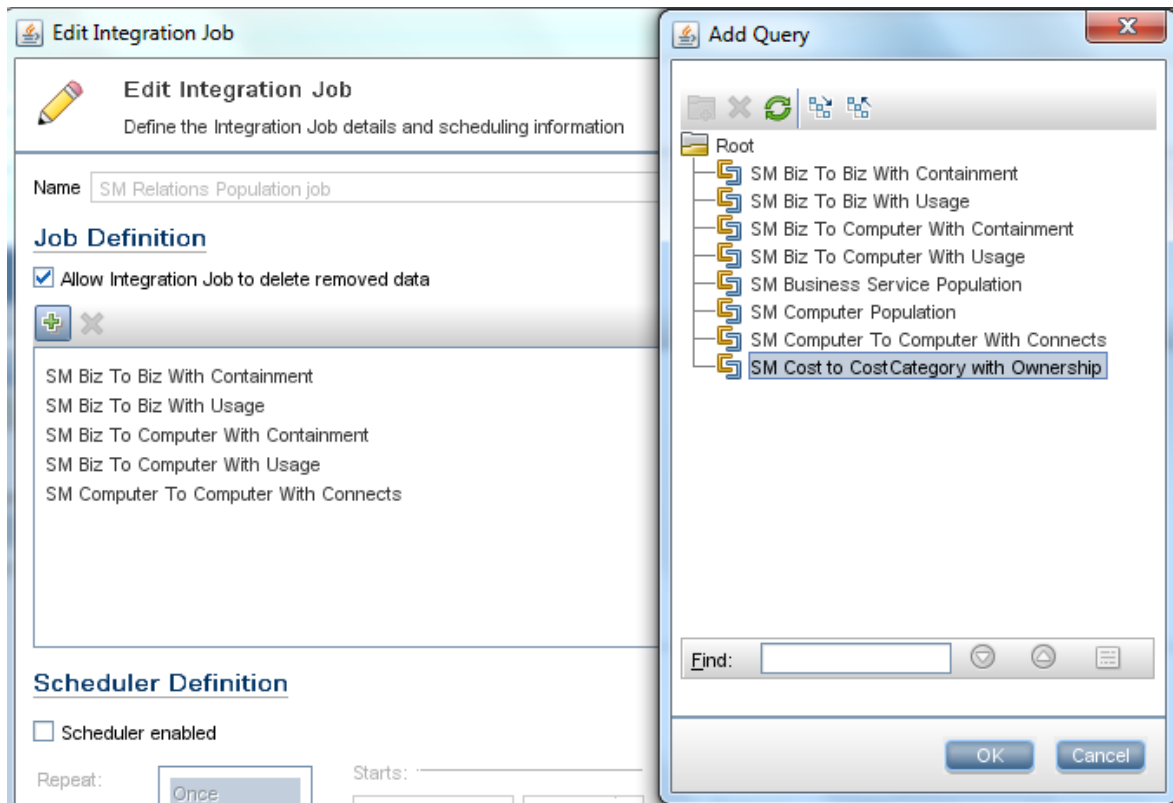 Edit Integration Job
Edit Integration Job
Define the Integration Job details and scheduling information
Name SM Relations Population job
Job Definition
Allow Integration Job to delete removed data
SM Biz To Biz With Containment
SM Biz To Biz With Usage
SM Biz To Computer With Containment
SM Biz To Computer With Usage
SM Computer To Computer With Connects
Scheduler Definition
Scheduler enabled
Repeat:
Once
Starts:
Add Query
Root
SM Biz To Biz With Containment
SM Biz To Biz With Usage
SM Biz To Computer With Containment
SM Biz To Computer With Usage
SM Business Service Population
SM Computer Population
SM Computer To Computer With Connects
SM Cost to CostCategory with Ownership
Find:
OK Cancel